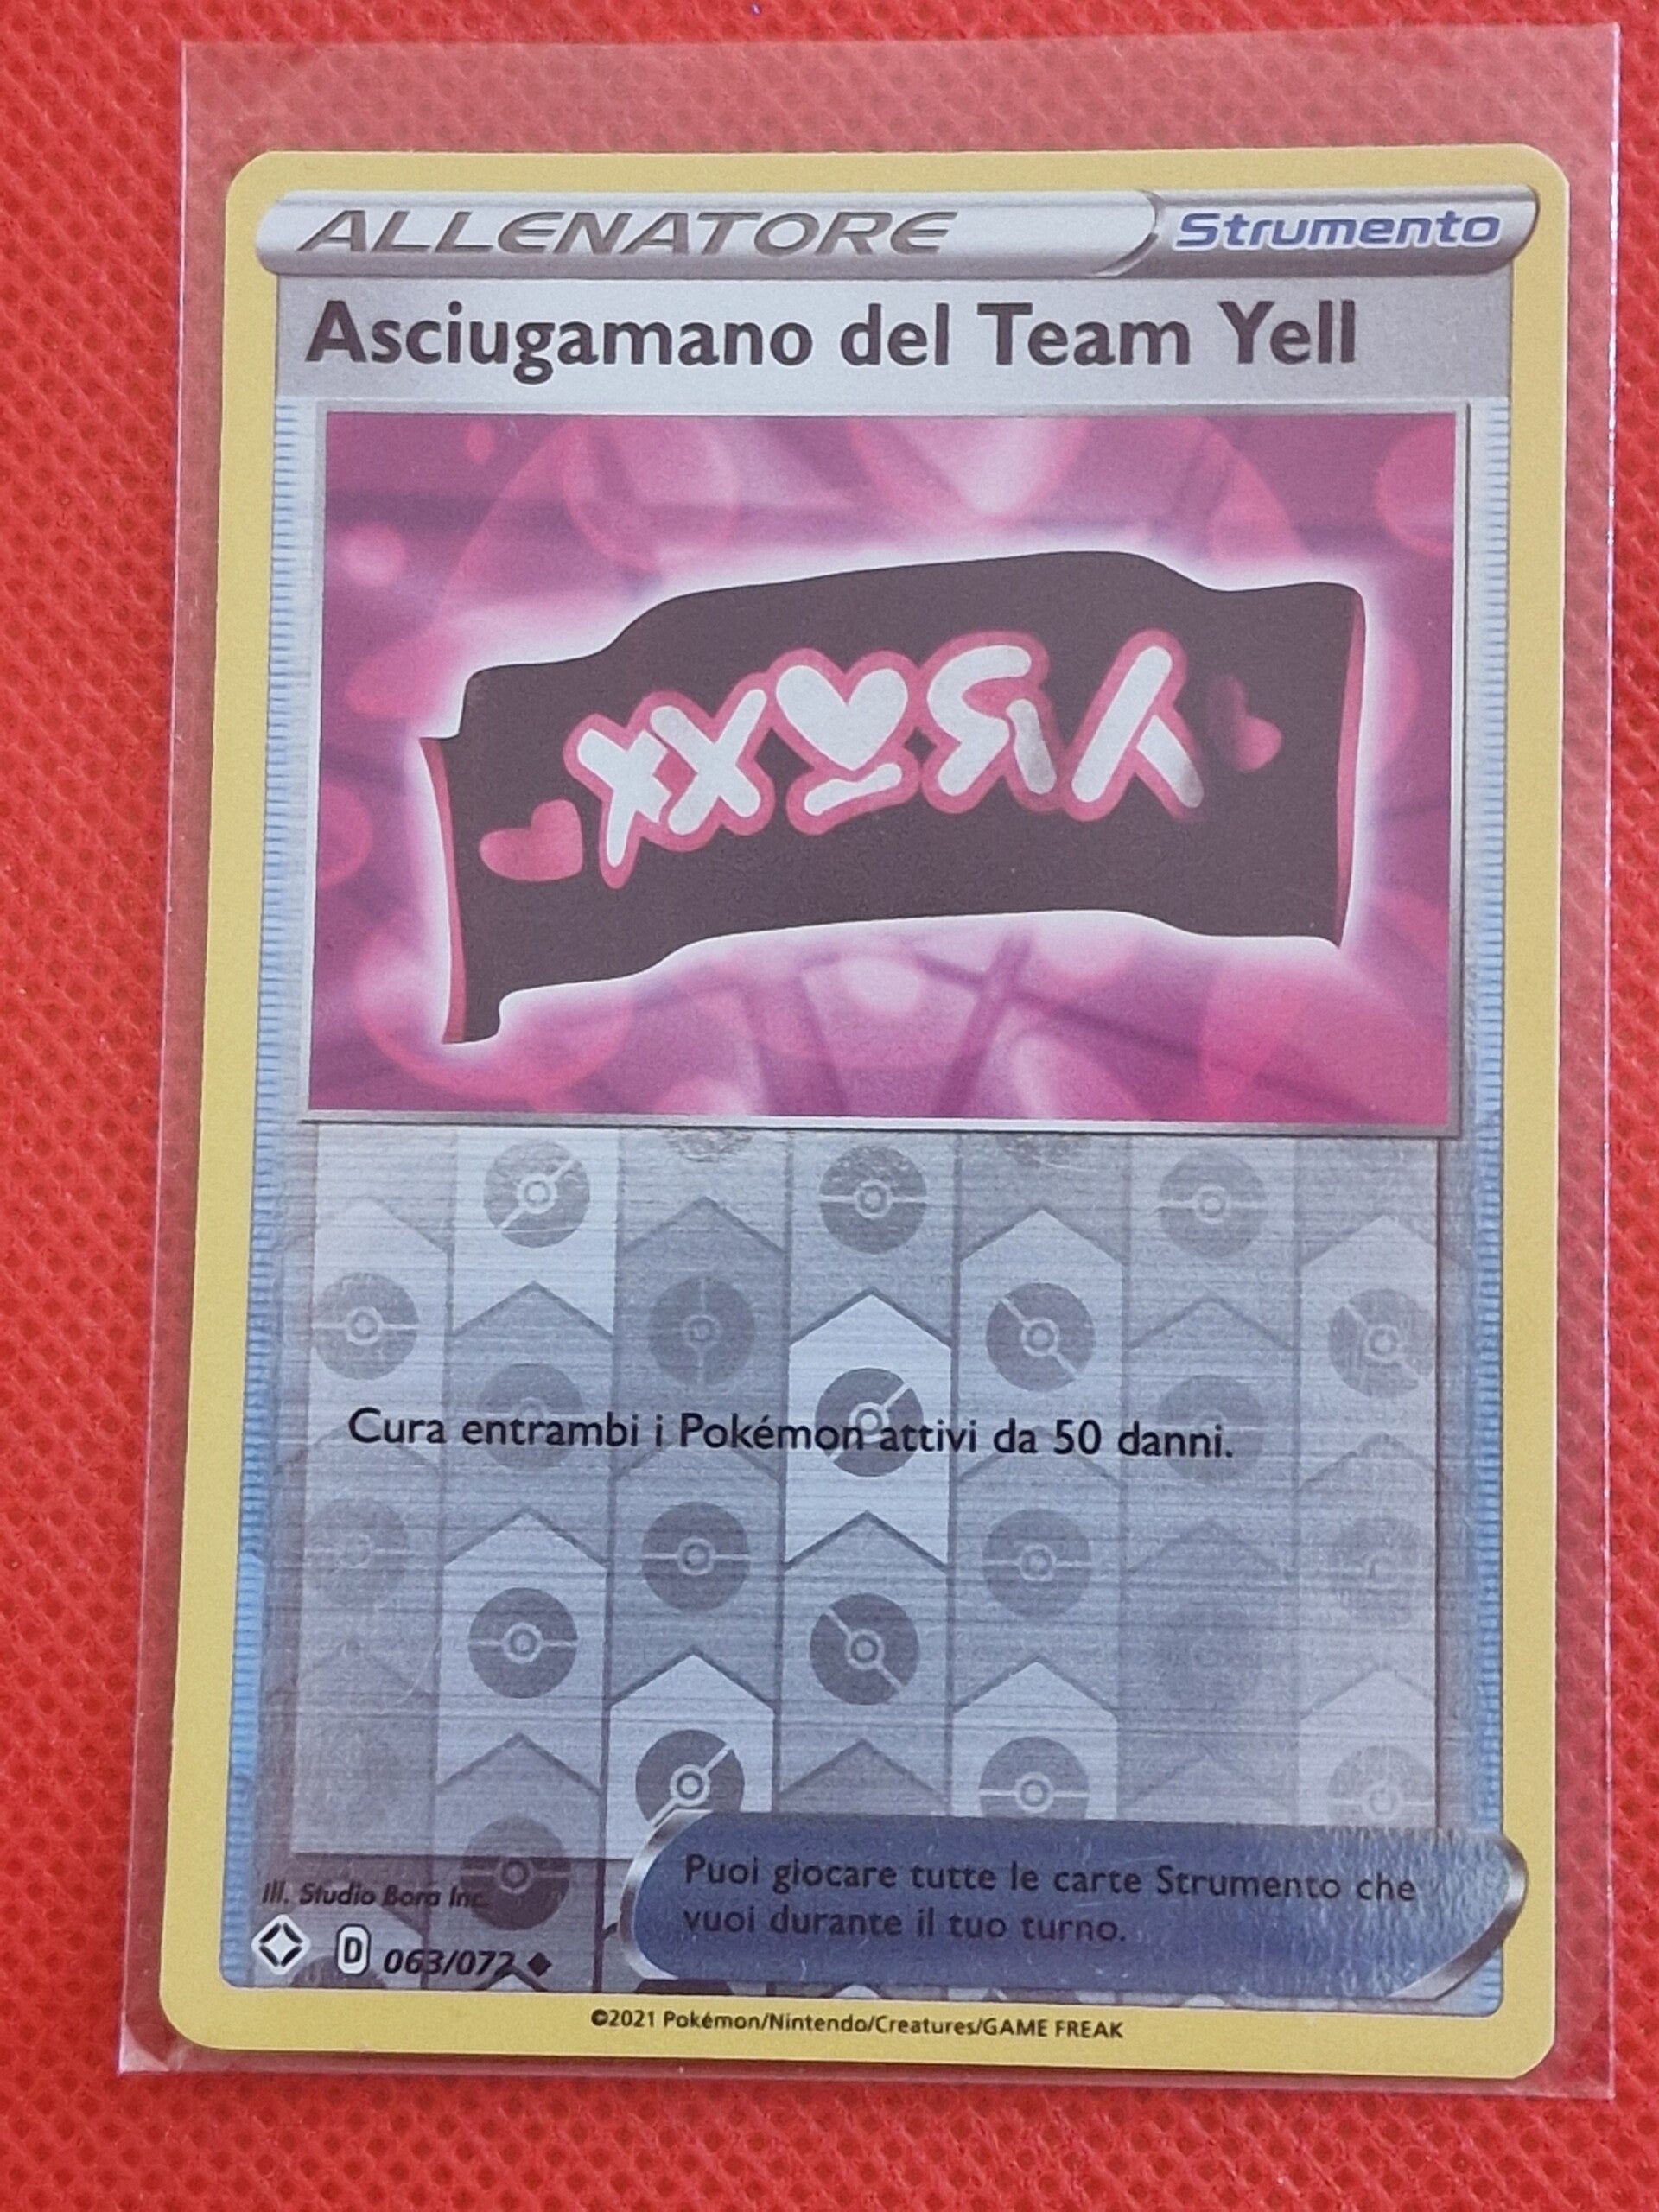 ALLENATORE Strumento
Asciugamano del Team Yell
Cura entrambi i Pokémon attivi da 50 danni.
Puoi giocare tutte le carte Strumento che
vuoi durante il tuo turno.
Ill. Studio Bora Inc.
D 063/072
©2021 Pokémon/Nintendo/Creatures/GAME FREAK